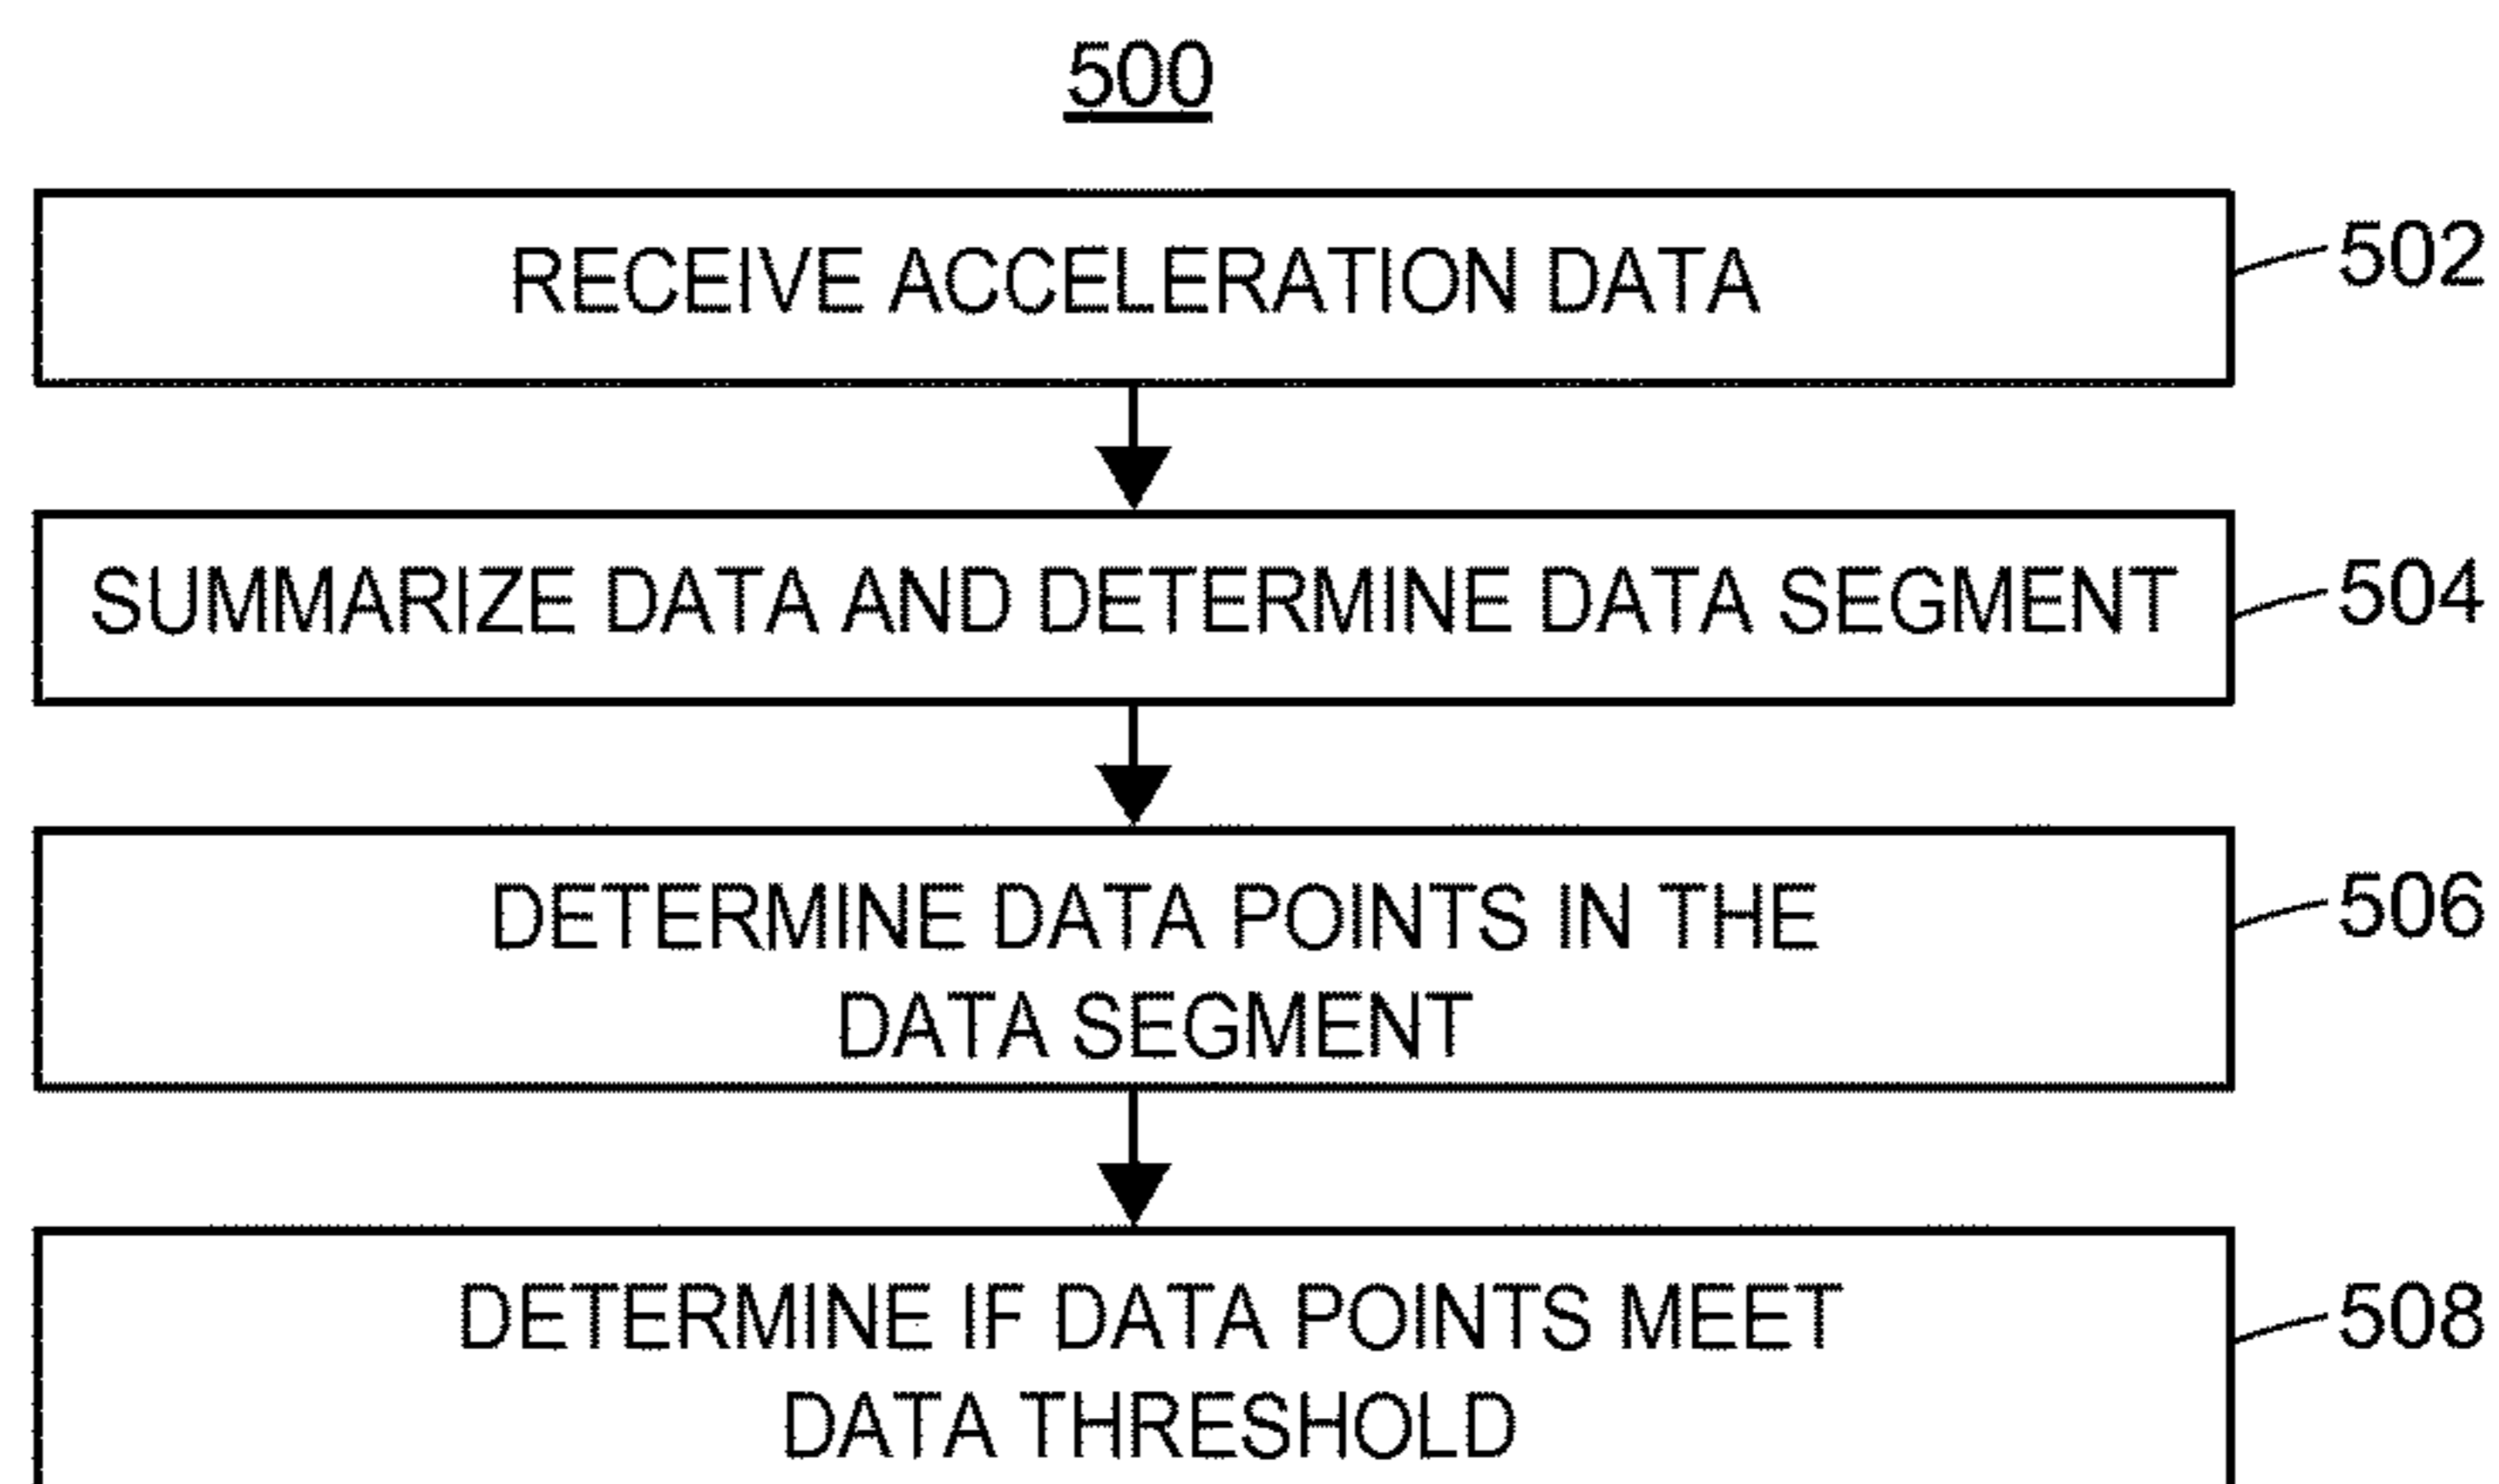 500
RECEIVE ACCELERATION DATA
502
SUMMARIZE DATA AND DETERMINE DATA SEGMENT
504
DETERMINE DATA POINTS IN THE
DATA SEGMENT
506
DETERMINE IF DATA POINTS MEET
DATA THRESHOLD
508